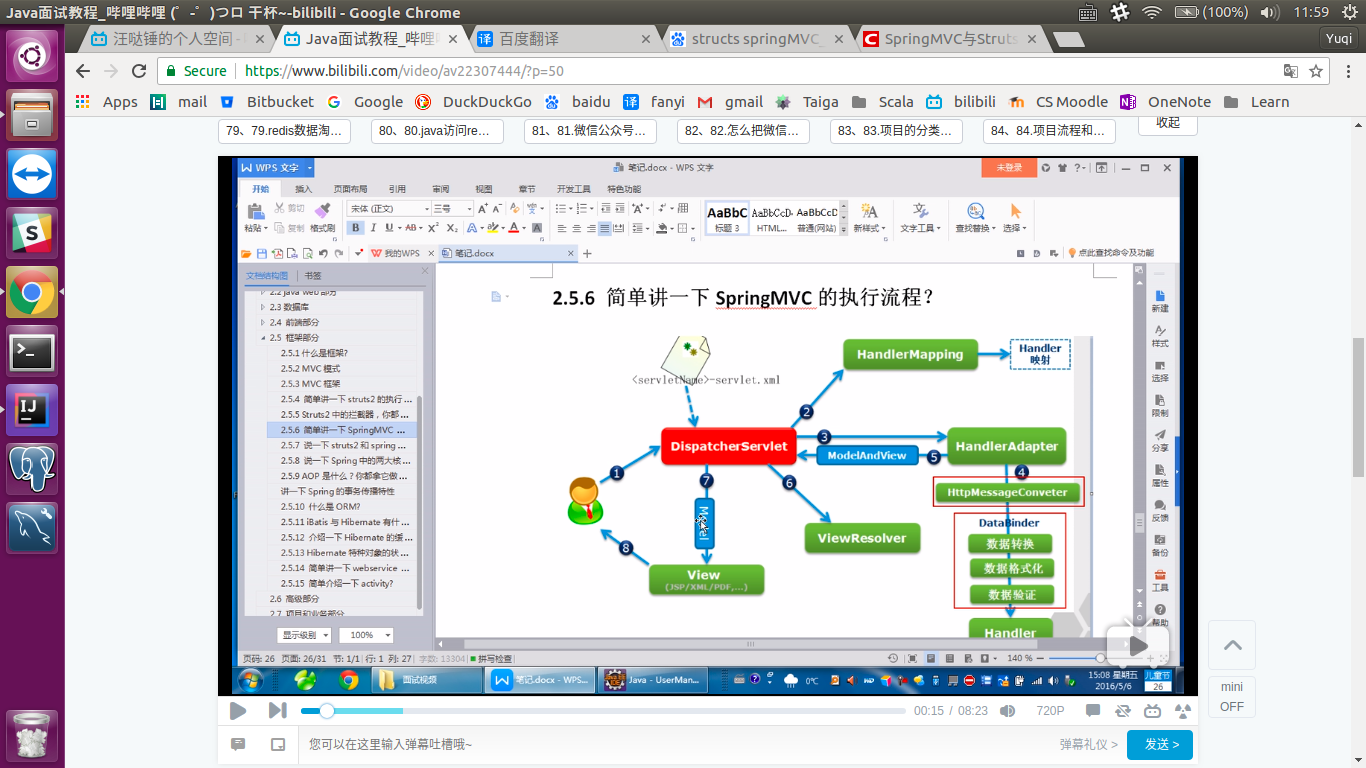 Java面试教程_哔哩哔哩 (゜-゜)つロ 干杯~-bilibili - Google Chrome
(100%)
11:59
汪哒锤的个人空间 -
Java面试教程_哔哩哔
百度翻译
structs springMVC_
SpringMVC与Struts
Yuqi
Secure
https://www.bilibili.com/video/av22307444/?p=50
Apps
mail
Bitbucket
Google
DuckDuckGo
baidu
fanyi
gmail
Taiga
Scala
bilibili
CS Moodle
OneNote
Learn
79、79.redis数据淘...
80、80.java访问re...
81、81.微信公众号...
82、82.怎么把微信...
83、83.项目的分类...
84、84.项目流程和...
收起
WPS 文字
笔记.docx - WPS 文字
未登录
开始
插入
页面布局
引用
审阅
视图
章节
开发工具
特色功能
粘贴
剪切
复制
格式刷
宋体 (正文)
三号
AaBbC
标题 3
AaBbCcD
HTML...
AaBbCcD
普通(网站)
新样式
文字工具
查找替换
选择
我的WPS
笔记.docx
点此查找命令及功能
文档结构图
书签
2.2 java web部分
2.3 数据库
2.4 前端部分
2.5 框架部分
2.5.1 什么是框架?
2.5.2 MVC 模式
2.5.3 MVC 框架
2.5.4 简单讲一下 struts2 的执行 ...
2.5.5 Struts2 中的拦截器，你都 ...
2.5.6 简单讲一下 SpringMVC ...
2.5.7 说一下 struts2 和 spring ...
2.5.8 说一下 Spring 中的两大核 ...
2.5.9 AOP 是什么？你都拿它做 ...
讲一下 Spring 的事务传播特性
2.5.10 什么是 ORM?
2.5.11 iBatis 与 Hibernate 有什 ...
2.5.12 介绍一下 Hibernate 的缓 ...
2.5.13 Hibernate 特种对象的状 ...
2.5.14 简单讲一下 webservice ...
2.5.15 简单介绍一下 activity?
2.6 高级部分
2.7 项目和业务部分
显示级别
100%
2.5.6 简单讲一下 SpringMVC 的执行流程？
<servletName>-servlet.xml
HandlerMapping
Handler
映射
2
DispatcherServlet
3
HandlerAdapter
ModelAndView
5
1
7
6
4
HttpMessageConveter
DataBinder
数据转换
数据格式化
数据验证
Handler
ViewResolver
8
View
(JSP/XML/PDF,...)
新建
样式
选择
限制
分享
属性
反馈
备份
工具
帮助
页码: 26 页面: 26/31 节: 1/1 行: 1 列: 27 字数: 13304 拼写检查
140 %
面试视频
笔记.docx - WPS...
Java - UserMan...
0℃
15:08 星期五
2016/5/6
儿童节
26
00:15 / 08:23
720P
您可以在这里输入弹幕吐槽哦~
弹幕礼仪 >
发送 >
mini
OFF